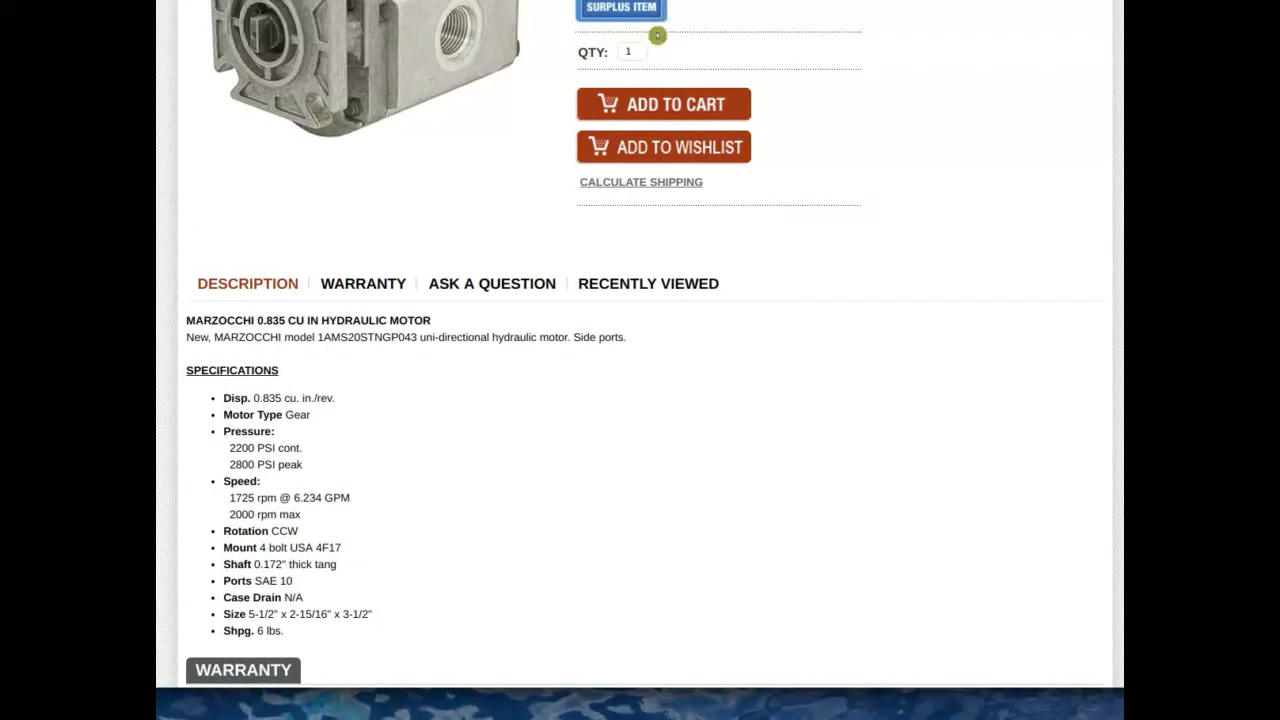 SURPLUS ITEM
QTY: 1
ADD TO CART
ADD TO WISHLIST
CALCULATE SHIPPING
DESCRIPTION WARRANTY ASK A QUESTION RECENTLY VIEWED
MARZOCCHI 0.835 CU IN HYDRAULIC MOTOR
New, MARZOCCHI model 1AMS20STNGP043 uni-directional hydraulic motor. Side ports.
SPECIFICATIONS
• Disp. 0.835 cu. in./rev.
• Motor Type Gear
• Pressure:
2200 PSI cont.
2800 PSI peak
• Speed:
1725 rpm @ 6.234 GPM
2000 rpm max
• Rotation CCW
• Mount 4 bolt USA 4F17
• Shaft 0.172" thick tang
• Ports SAE 10
• Case Drain N/A
• Size 5-1/2" x 2-15/16" x 3-1/2"
• Shpg. 6 lbs.
WARRANTY